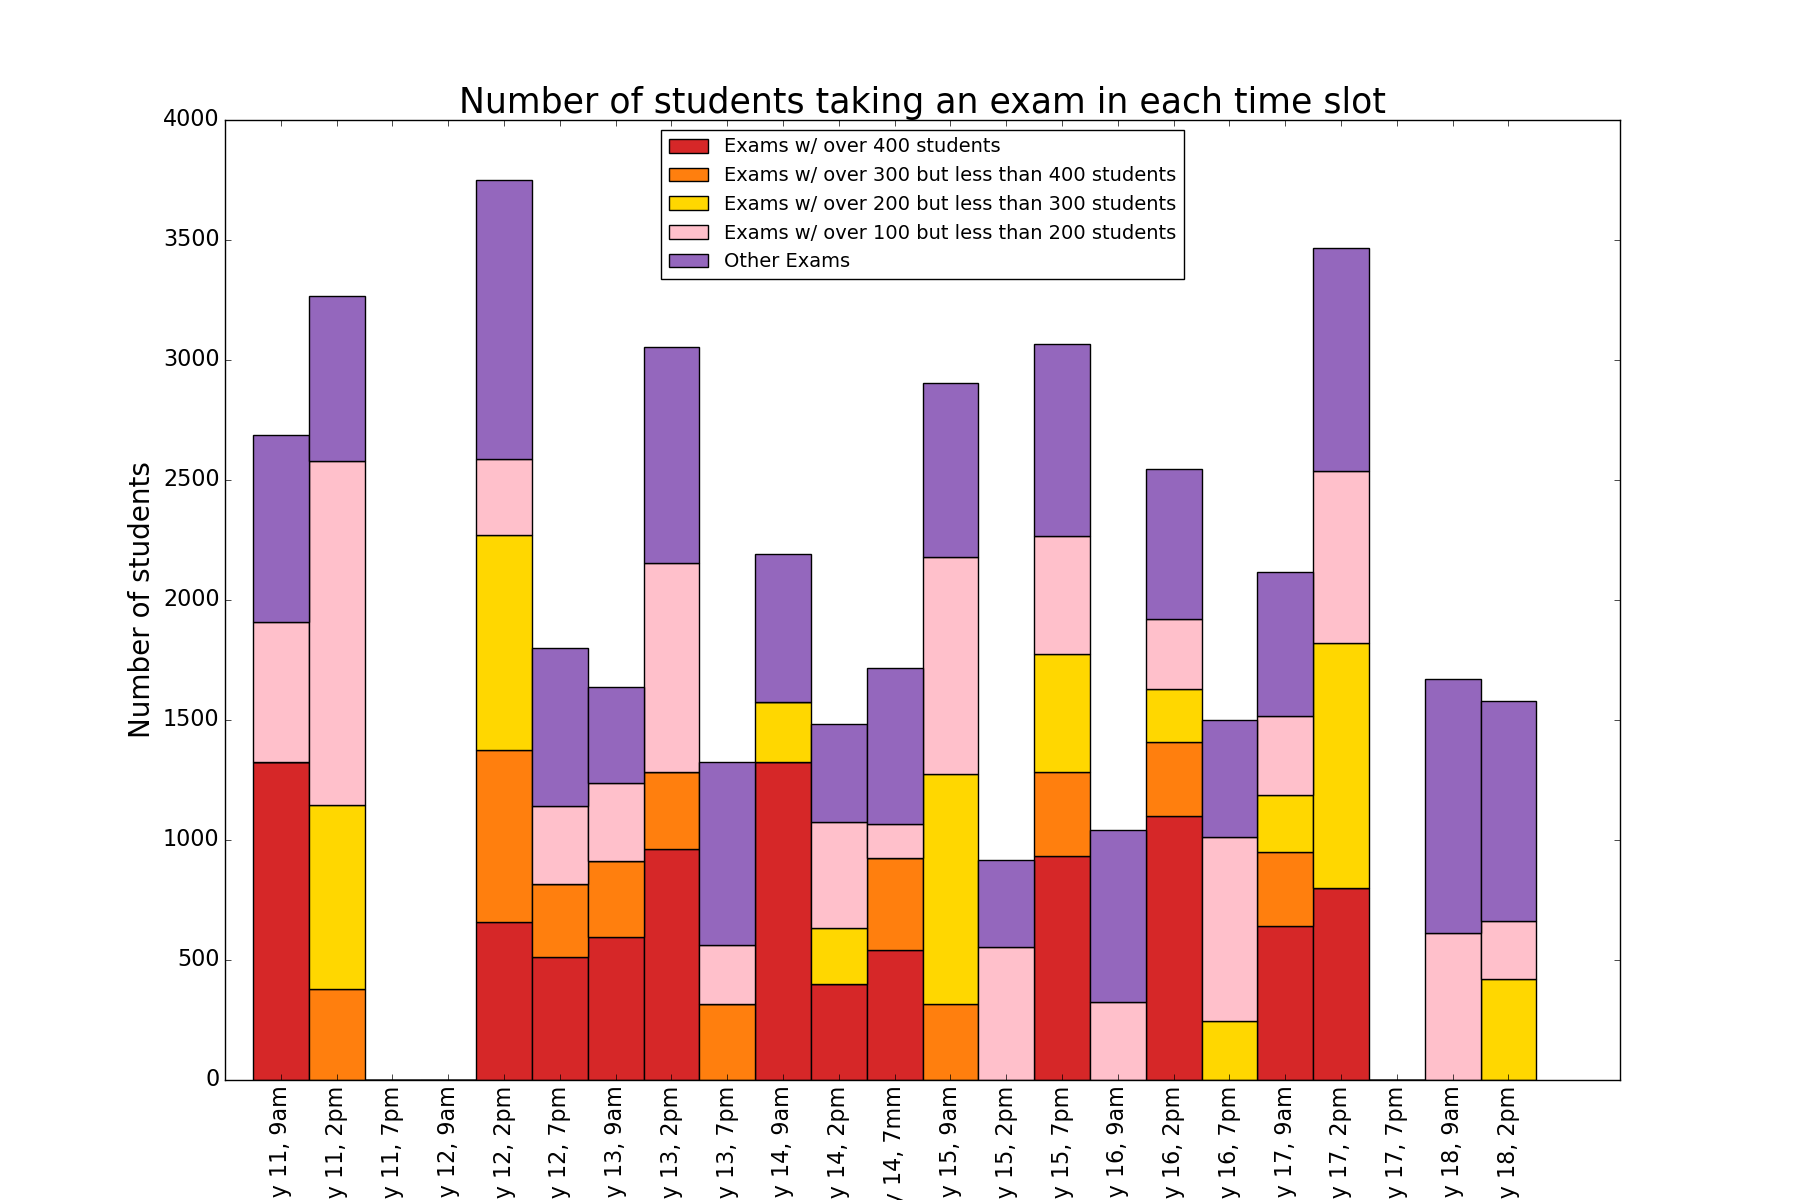 Number of students taking an exam in each time slot
Exams w/ over 400 students
Exams w/ over 300 but less than 400 students
Exams w/ over 200 but less than 300 students
Exams w/ over 100 but less than 200 students
Other Exams
Number of students
4000
3500
3000
2500
2000
1500
1000
500
0
y 11, 9am
y 11, 2pm
y 11, 7pm
y 12, 9am
y 12, 2pm
y 12, 7pm
y 13, 9am
y 13, 2pm
y 13, 7pm
y 14, 9am
y 14, 2pm
y 14, 7mm
y 15, 9am
y 15, 2pm
y 15, 7pm
y 16, 9am
y 16, 2pm
y 16, 7pm
y 17, 9am
y 17, 2pm
y 17, 7pm
y 18, 9am
y 18, 2pm